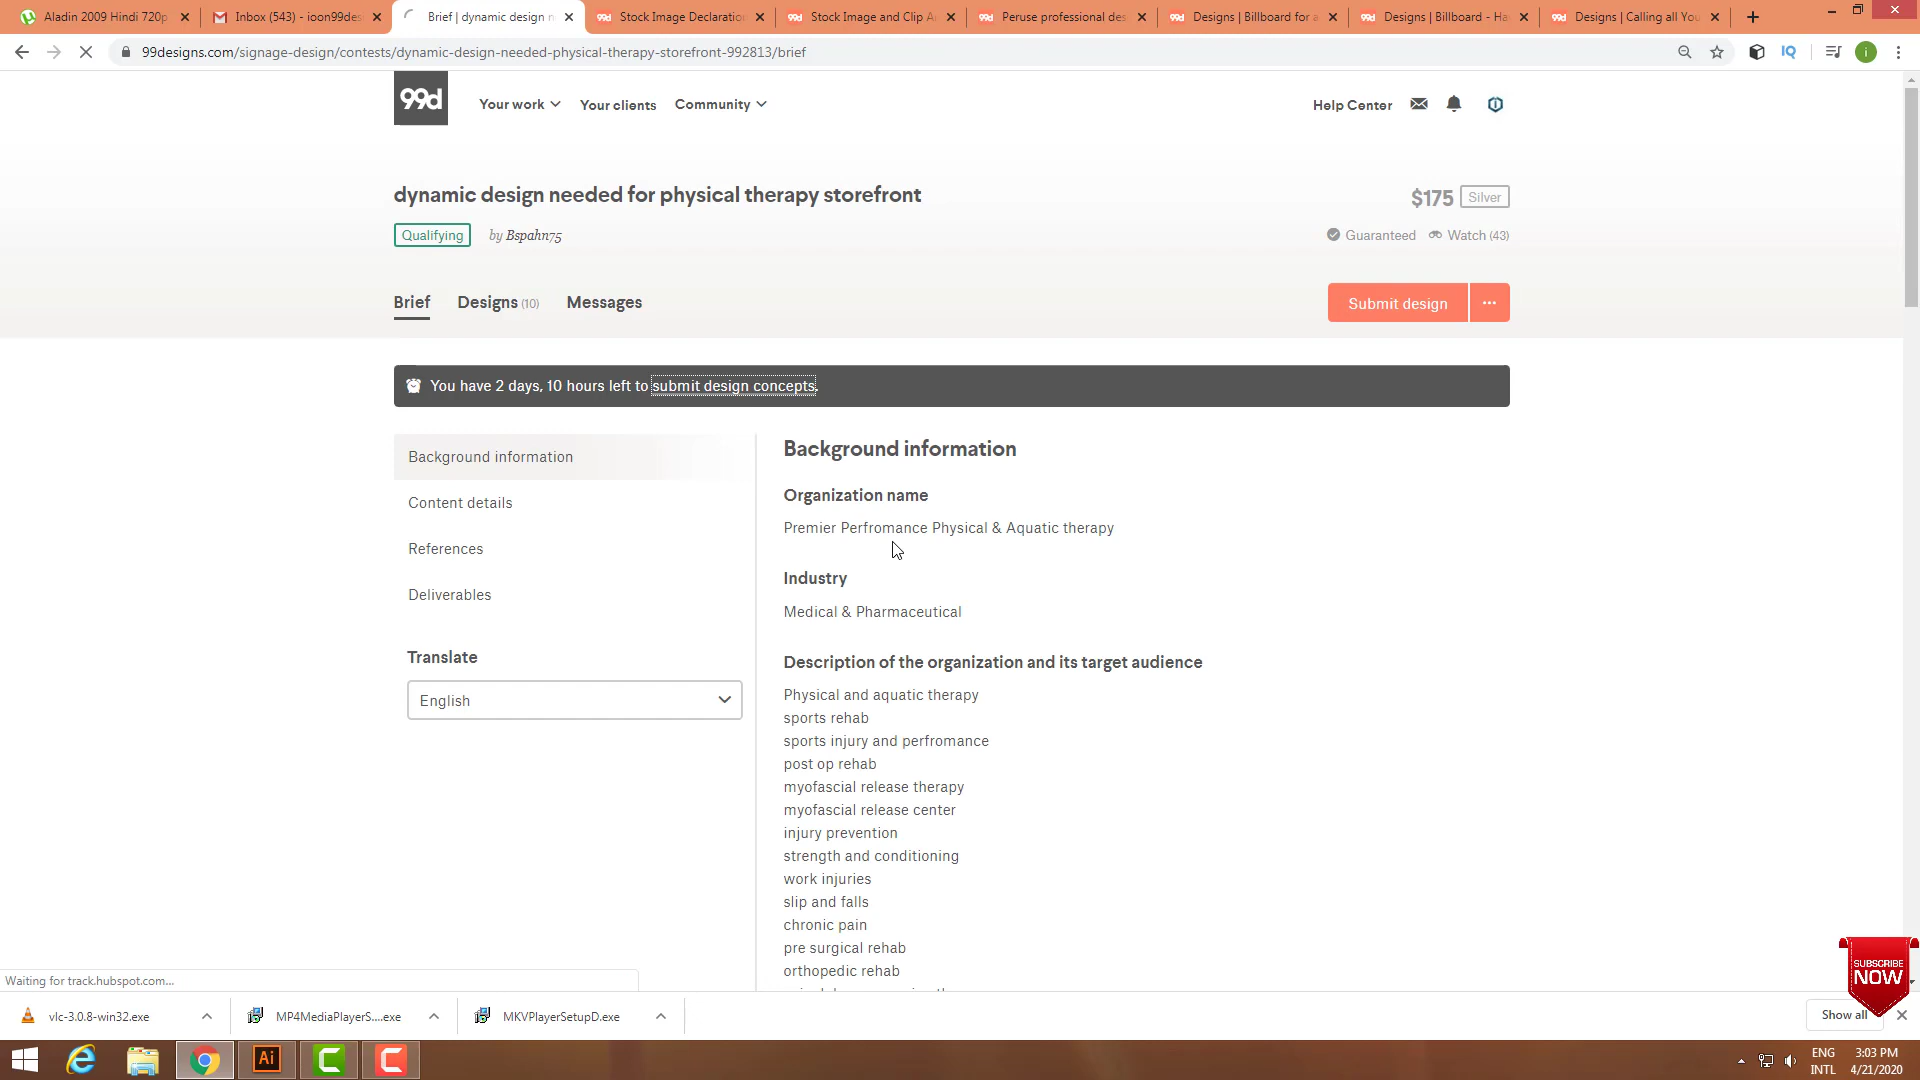 Aladin 2009 Hindi 720p
Inbox (543) - ioon99des
Brief | dynamic design n
Stock Image Declaration
Stock Image and Clip A
Peruse professional des
Designs | Billboard for a
Designs | Billboard - Ha
Designs | Calling all You
99designs.com/signage-design/contests/dynamic-design-needed-physical-therapy-storefront-992813/brief
IQ
i
99d
Your work
Your clients
Community
Help Center
dynamic design needed for physical therapy storefront
$175
Silver
Qualifying
by Bspahn75
Guaranteed
Watch (43)
Brief
Designs (10)
Messages
Submit design
You have 2 days, 10 hours left to submit design concepts.
Background information
Content details
References
Deliverables
Translate
English
Background information
Organization name
Premier Perfromance Physical & Aquatic therapy
Industry
Medical & Pharmaceutical
Description of the organization and its target audience
Physical and aquatic therapy
sports rehab
sports injury and perfromance
post op rehab
myofascial release therapy
myofascial release center
injury prevention
strength and conditioning
work injuries
slip and falls
chronic pain
pre surgical rehab
orthopedic rehab
SUBSCRIBE
NOW
Waiting for track.hubspot.com...
vlc-3.0.8-win32.exe
MP4MediaPlayerS....exe
MKVPlayerSetupD.exe
Show all
Ai
ENG
INTL
3:03 PM
4/21/2020